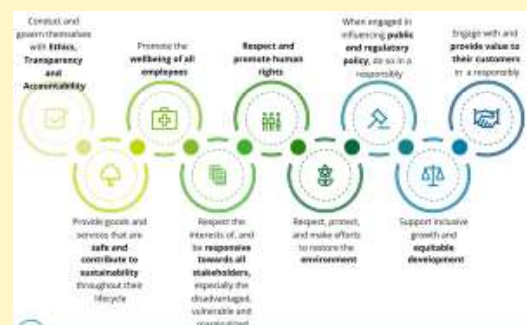 Conduct and
govern themselves
with Ethics,
Transparency
and
Accountability
Promote the
wellbeing of all
employees
Respect and
promote human
rights
When engaged in
influencing public
and regulatory
policy, do so in a
responsibly
Engage with and
provide value to
their customers
in a responsibly
Provide goods and
services that are
safe and
contribute to
sustainability
throughout their
lifecycle
Respect the
interests of, and
be responsive
towards all
stakeholders,
especially the
disadvantaged,
vulnerable and
marginalized
Respect, protect,
and make efforts
to restore the
environment
Support inclusive
growth and
equitable
development